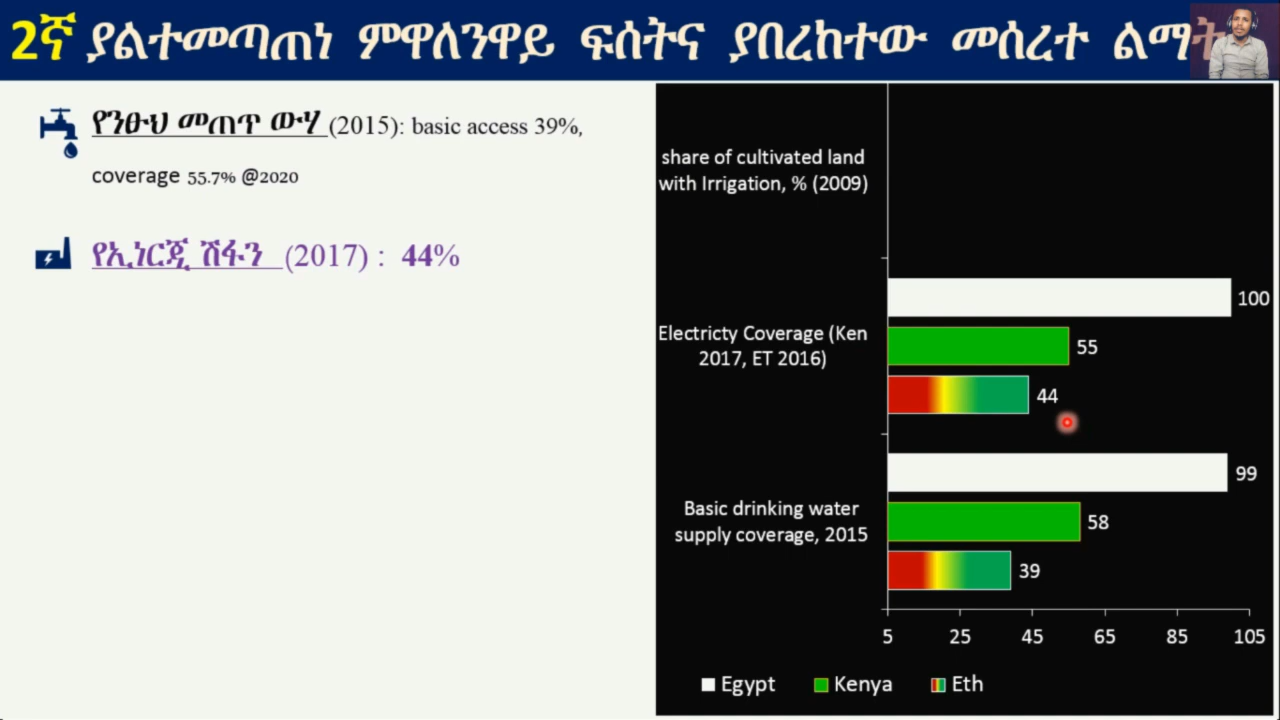 2ኛ ያልተመጣጠነ ምዋለንዋይ ፍሰትና ያበረከተው መሰረተ ልማት
የንፁህ መጠጥ ውሃ (2015): basic access 39%,
coverage 55.7% @2020
የኢነርጂ ሽፋን (2017) : 44%
share of cultivated land
with Irrigation, % (2009)
100
Electricty Coverage (Ken
2017, ET 2016)
55
44
99
Basic drinking water
supply coverage, 2015
58
39
5 25 45 65 85 105
Egypt Kenya Eth